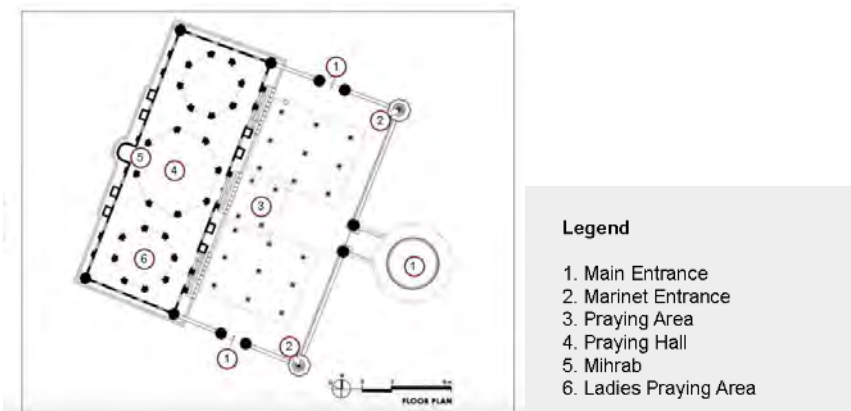 1
2
5
4
3
6
1
1
2
FLOOR PLAN
Legend
1. Main Entrance
2. Marinet Entrance
3. Praying Area
4. Praying Hall
5. Mihrab
6. Ladies Praying Area